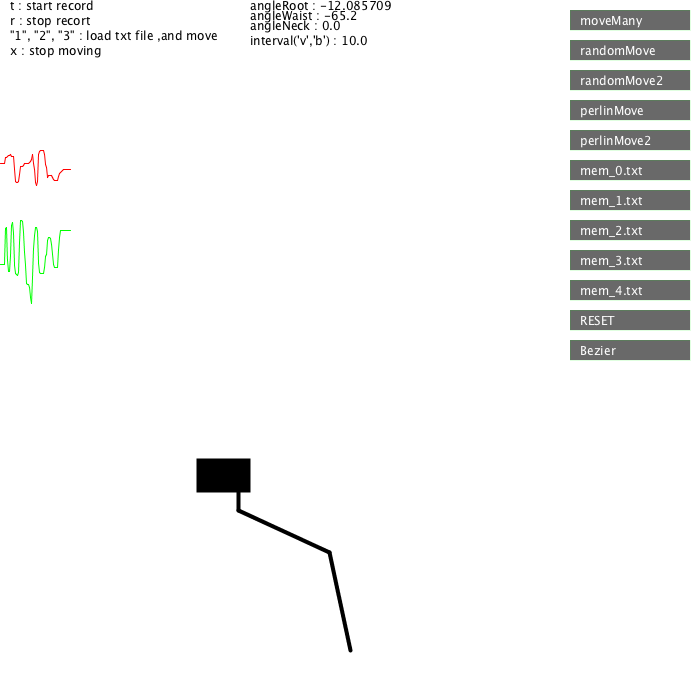 t : start record
r : stop recort
"1", "2", "3" : load txt file ,and move
x : stop moving
angleRoot : -12.085709
angleWaist : -65.2
angleNeck : 0.0
interval('v','b') : 10.0
moveMany
randomMove
randomMove2
perlinMove
perlinMove2
mem_0.txt
mem_1.txt
mem_2.txt
mem_3.txt
mem_4.txt
RESET
Bezier